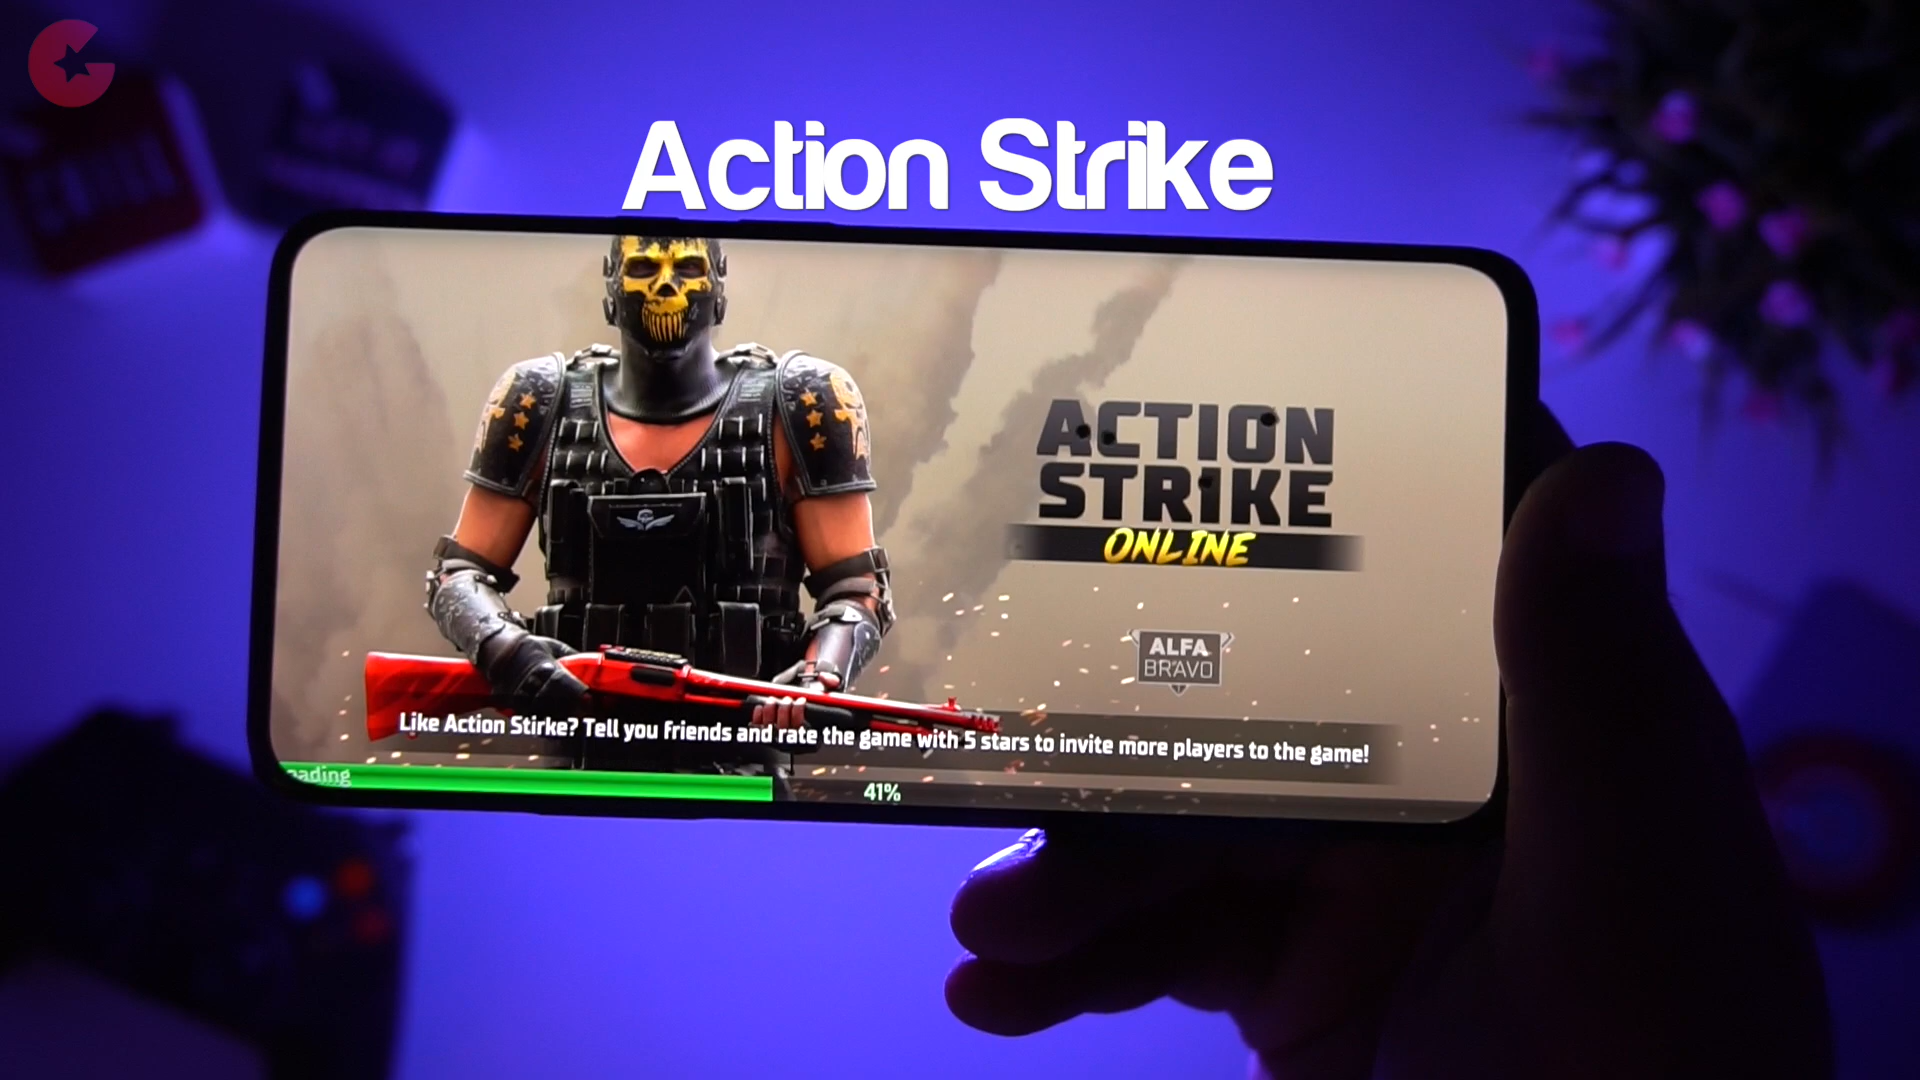 Action Strike
ACTION
STRIKE
ONLINE
ALFA
BRAVO
Like Action Stirke? Tell you friends and rate the game with 5 stars to invite more players to the game!
oading
41%